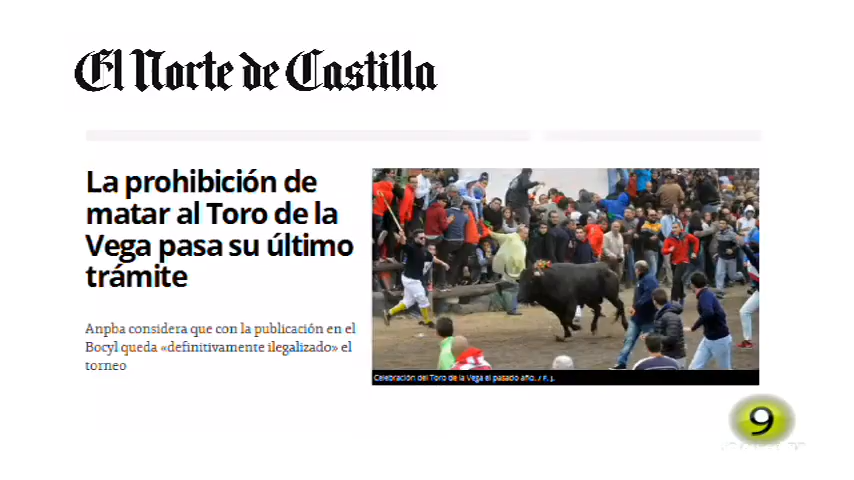 El Norte de Castilla
La prohibición de
matar al Toro de la
Vega pasa su último
trámite
Anpba considera que con la publicación en el
Bocyl queda «definitivamente ilegalizado» el
torneo
Celebración del Toro de la Vega el pasado año. / F. J.
9